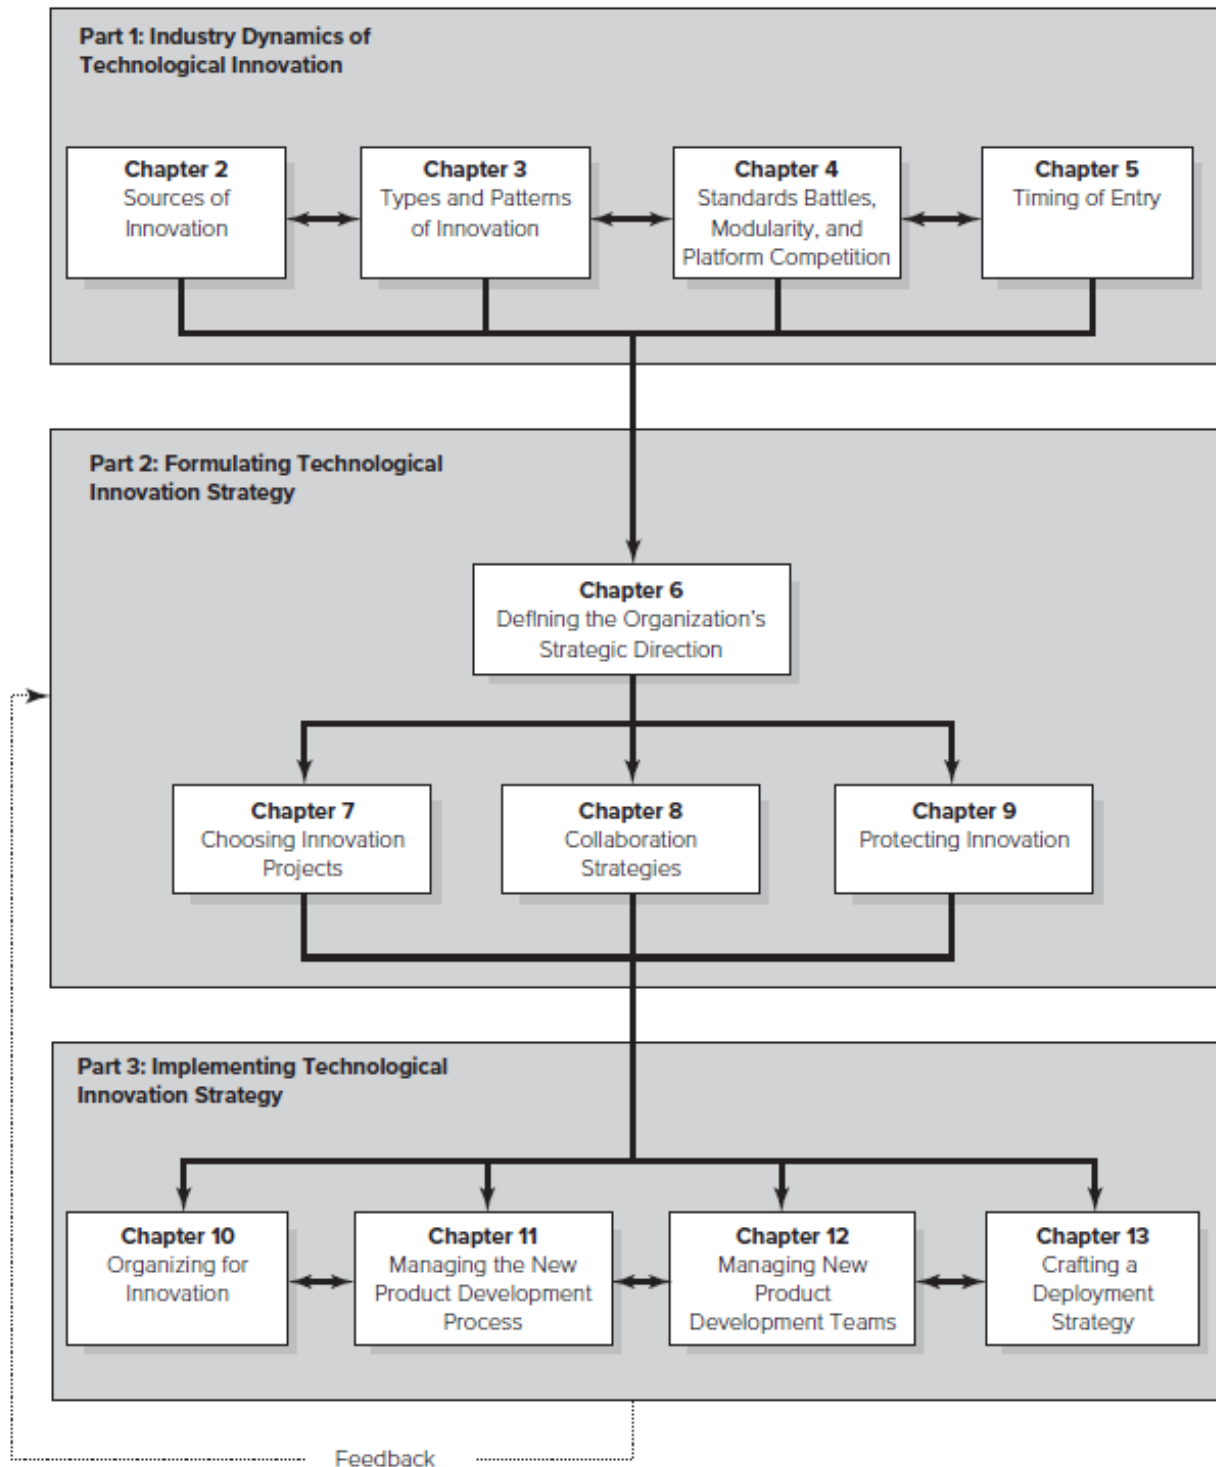 Part 1: Industry Dynamics of
Technological Innovation
Chapter 2
Sources of
Innovation
Chapter 3
Types and Patterns
of Innovation
Chapter 4
Standards Battles,
Modularity, and
Platform Competition
Chapter 5
Timing of Entry
Part 2: Formulating Technological
Innovation Strategy
Chapter 6
Defining the Organization's
Strategic Direction
Chapter 7
Choosing Innovation
Projects
Chapter 8
Collaboration
Strategies
Chapter 9
Protecting Innovation
Part 3: Implementing Technological
Innovation Strategy
Chapter 10
Organizing for
Innovation
Chapter 11
Managing the New
Product Development
Process
Chapter 12
Managing New
Product
Development Teams
Chapter 13
Crafting a
Deployment
Strategy
Feedback